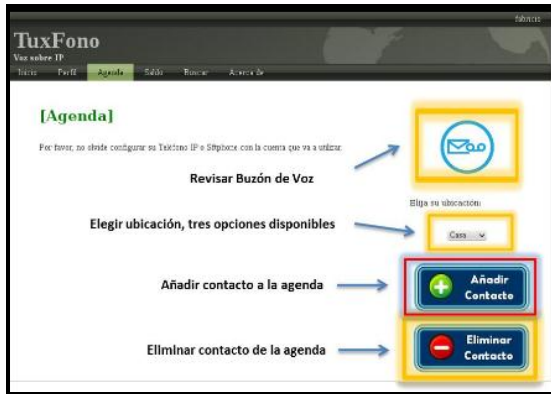 fabricio
TuxFono
Voz sobre IP
Inicio Perfil Agenda Saldo Buscar Acerca de
[Agenda]
Por favor, no olvide configurar su Teléfono IP o Softphone con la cuenta que va a utilizar.
Revisar Buzón de Voz
Elija su ubicación:
Elegir ubicación, tres opciones disponibles
Casa
Añadir contacto a la agenda
Añadir
Contacto
Eliminar contacto de la agenda
Eliminar
Contacto